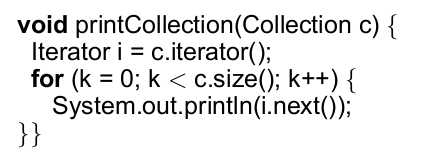 void printCollection(Collection c) {
Iterator i = c.iterator();
for (k = 0; k < c.size(); k++) {
System.out.println(i.next());
}}